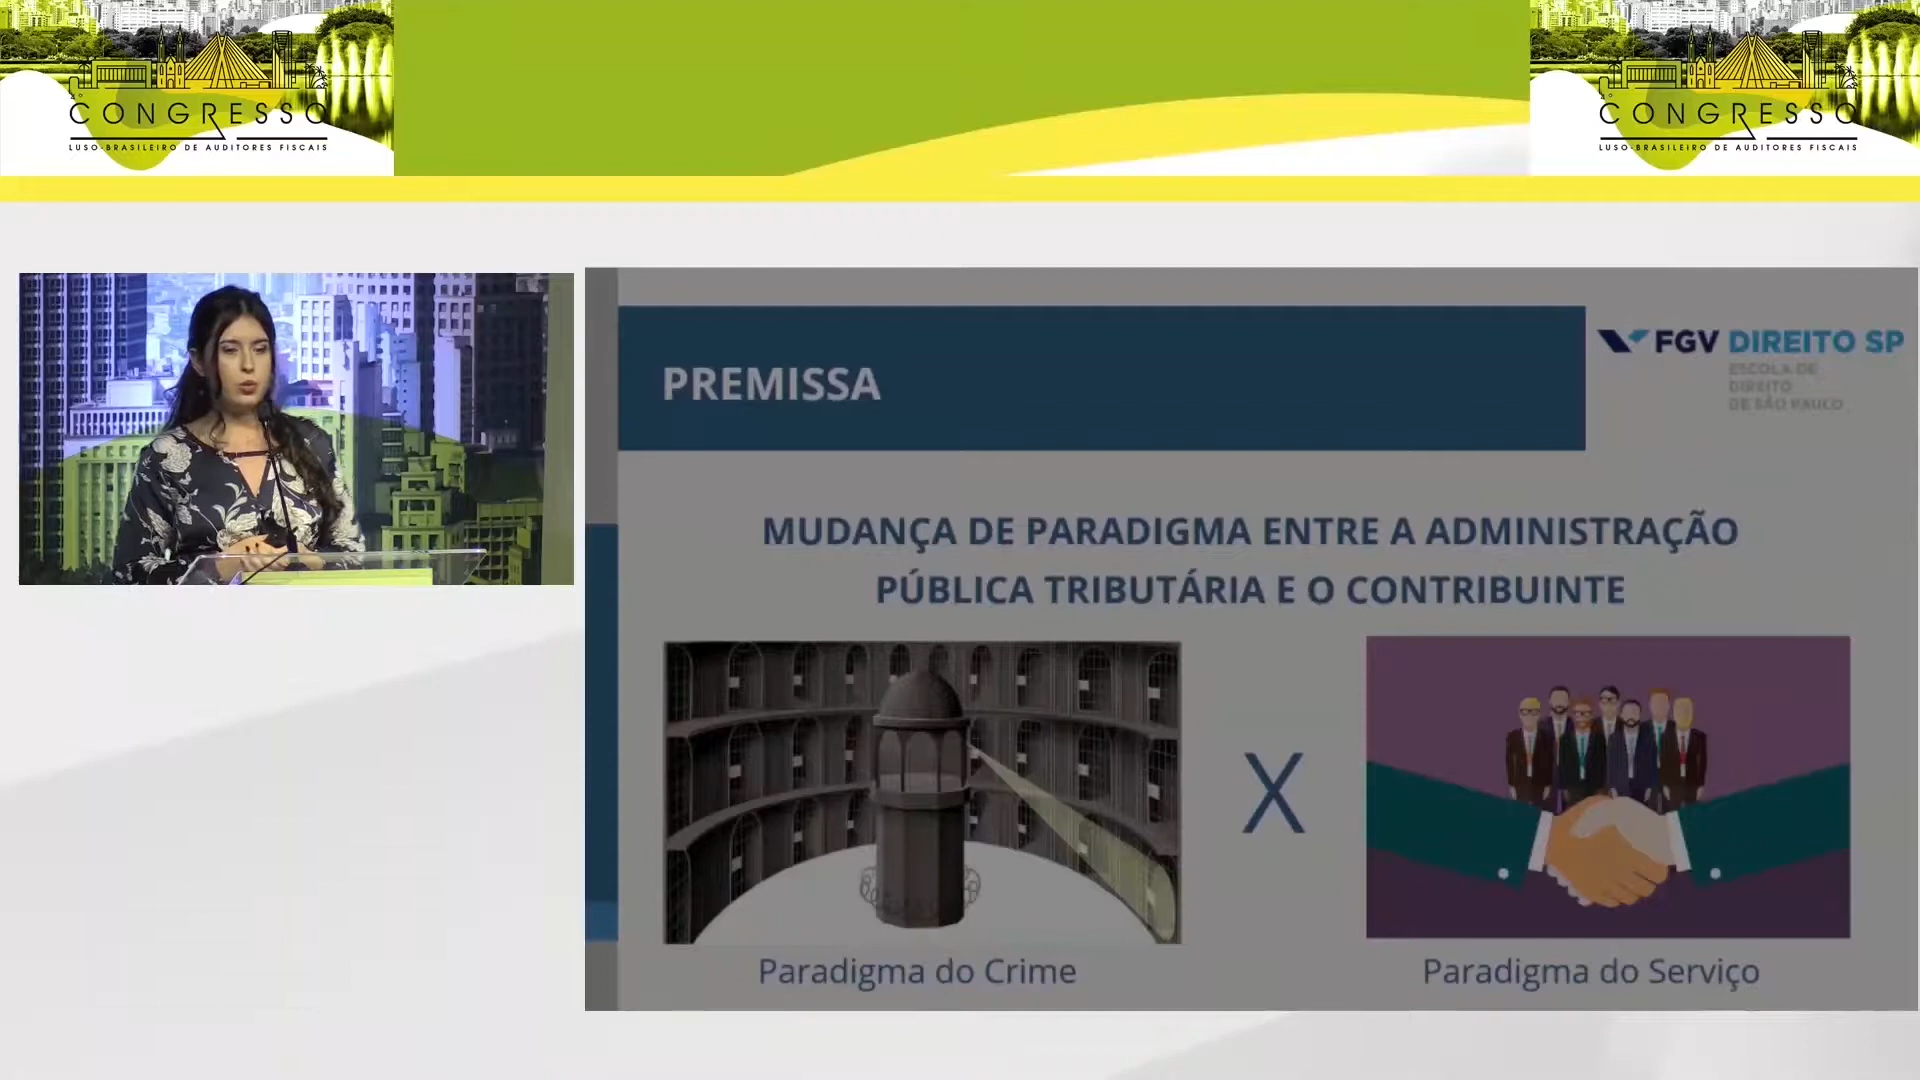 CONGRESSO
LUSO-BRASILEIRO DE AUDITORES FISCAIS
CONGRESSO
LUSO-BRASILEIRO DE AUDITORES FISCAIS
PREMISSA
FGV DIREITO SP
ESCOLA DE
DIREITO
DE SÃO PAULO
MUDANÇA DE PARADIGMA ENTRE A ADMINISTRAÇÃO
PÚBLICA TRIBUTÁRIA E O CONTRIBUINTE
X
Paradigma do Crime
Paradigma do Serviço